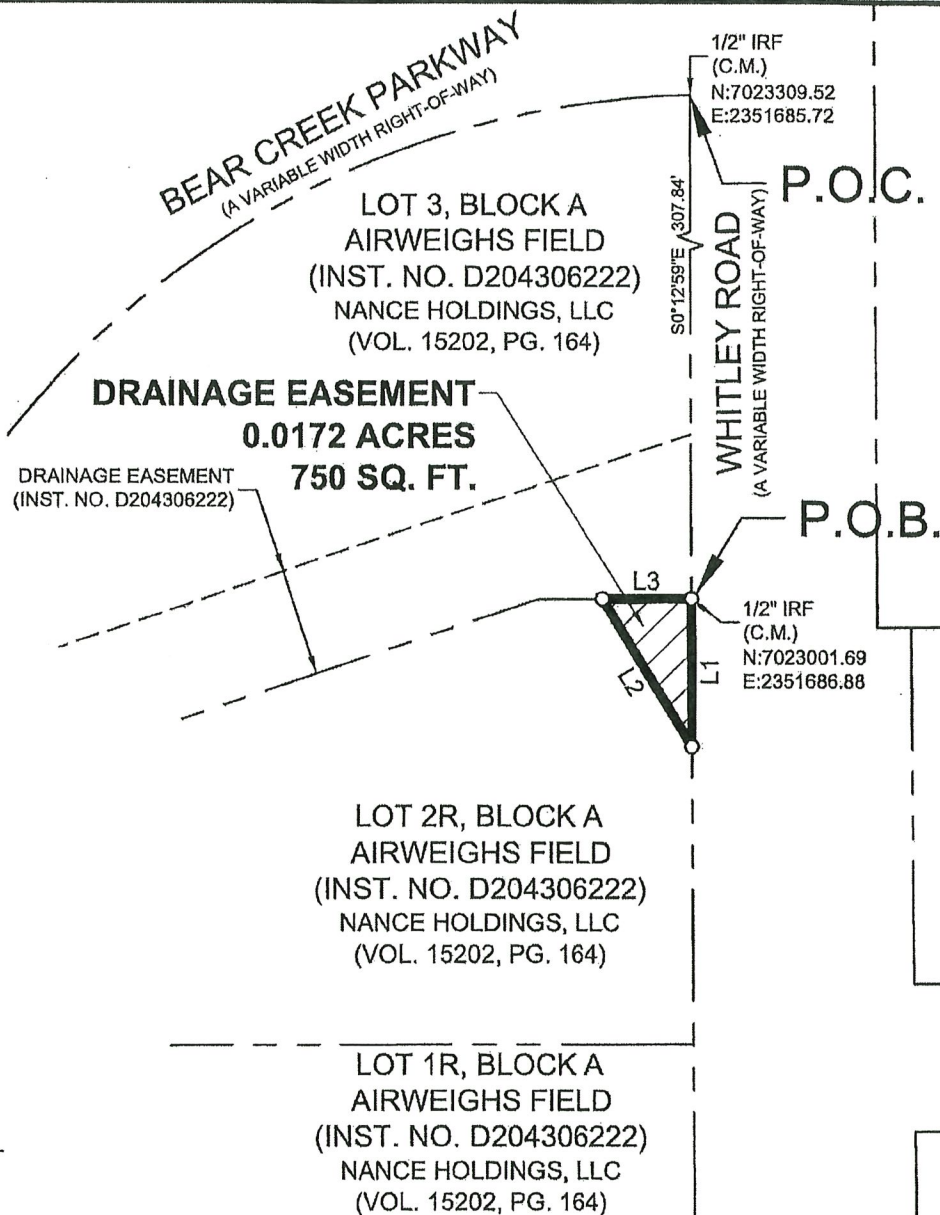 BEAR CREEK PARKWAY
(A VARIABLE WIDTH RIGHT-OF-WAY)
1/2" IRF
(C.M.)
N:7023309.52
E:2351685.72
P.O.C.
LOT 3, BLOCK A
AIRWEIGHS FIELD
(INST. NO. D204306222)
NANCE HOLDINGS, LLC
(VOL. 15202, PG. 164)
S0°12'59"E 307.84'
WHITLEY ROAD
(A VARIABLE WIDTH RIGHT-OF-WAY)
DRAINAGE EASEMENT
0.0172 ACRES
750 SQ. FT.
DRAINAGE EASEMENT
(INST. NO. D204306222)
P.O.B.
L3
1/2" IRF
(C.M.)
N:7023001.69
E:2351686.88
L2
L1
LOT 2R, BLOCK A
AIRWEIGHS FIELD
(INST. NO. D204306222)
NANCE HOLDINGS, LLC
(VOL. 15202, PG. 164)
LOT 1R, BLOCK A
AIRWEIGHS FIELD
(INST. NO. D204306222)
NANCE HOLDINGS, LLC
(VOL. 15202, PG. 164)